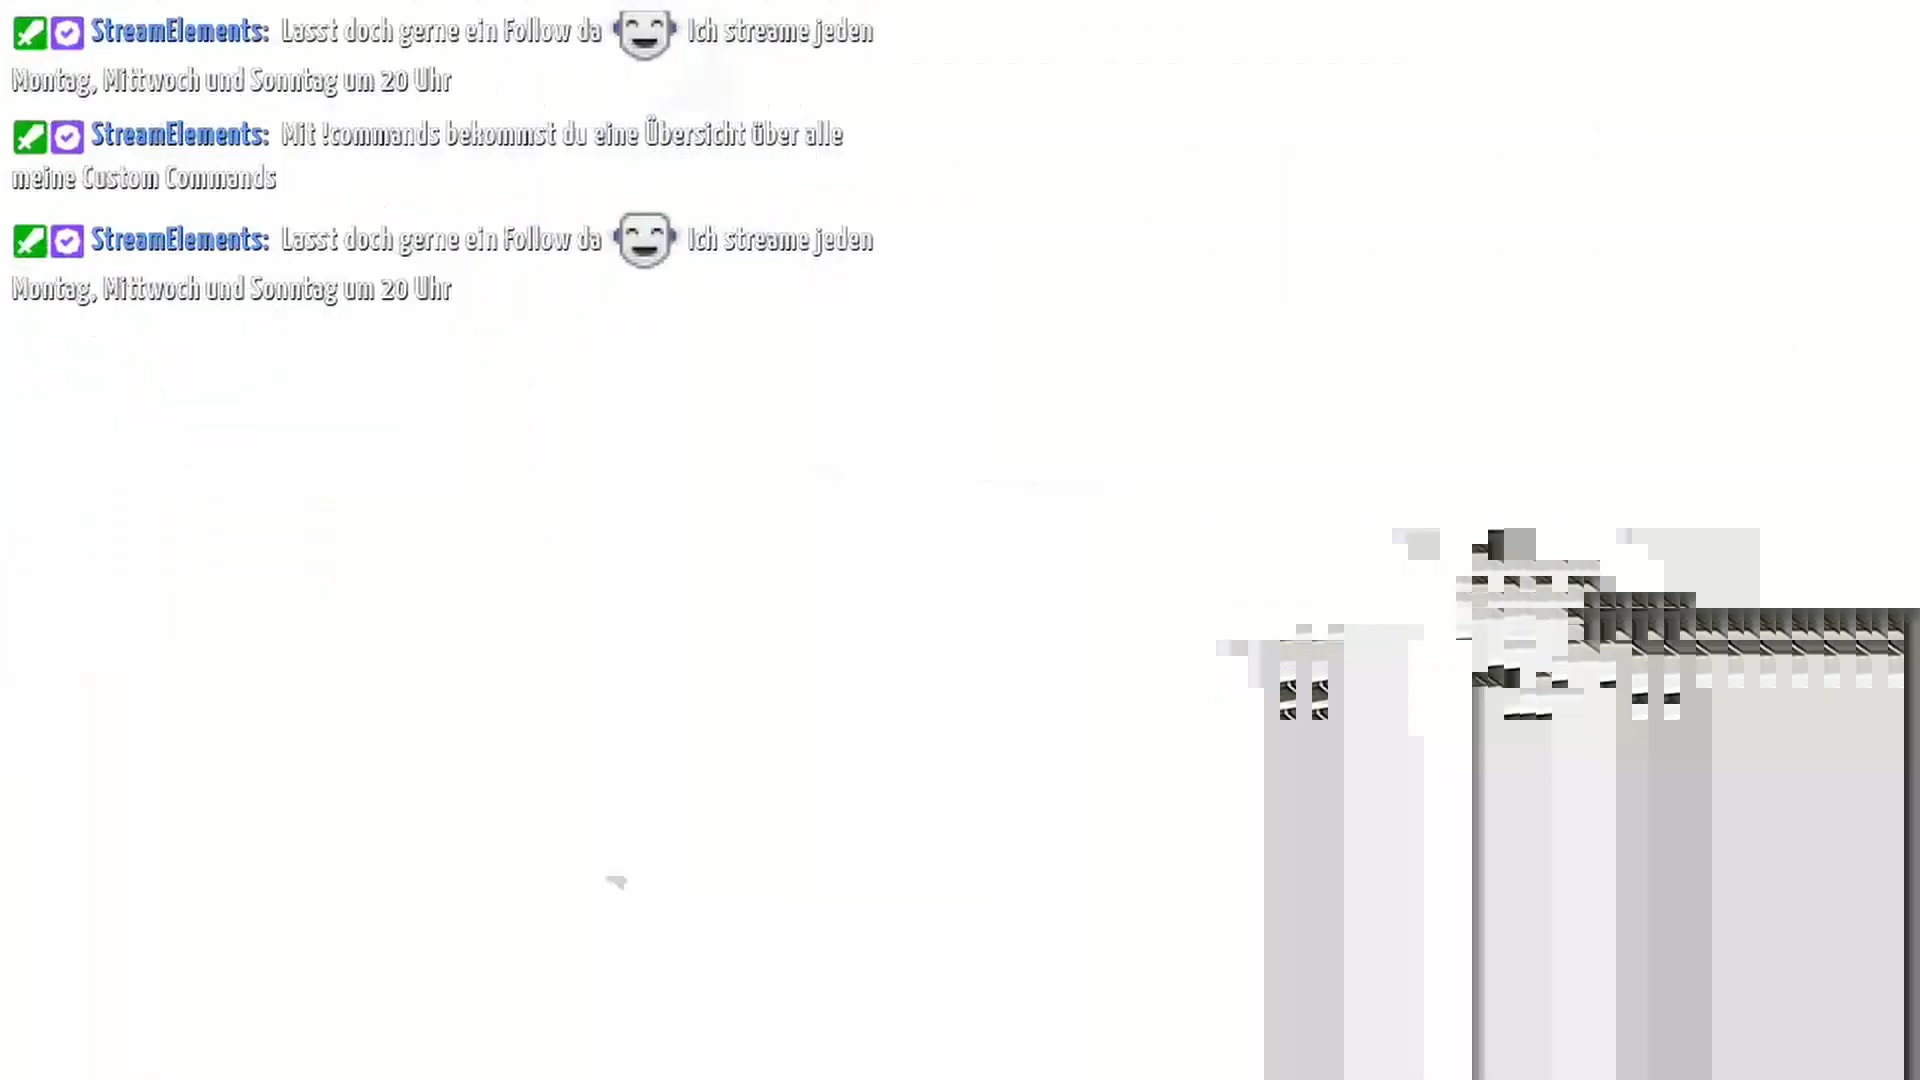 StreamElements: Lasst doch gerne ein Follow da Ich streame jeden
Montag, Mittwoch und Sonntag um 20 Uhr
StreamElements: Mit !commands bekommst du eine Übersicht über alle
meine Custom Commands
StreamElements: Lasst doch gerne ein Follow da Ich streame jeden
Montag, Mittwoch und Sonntag um 20 Uhr